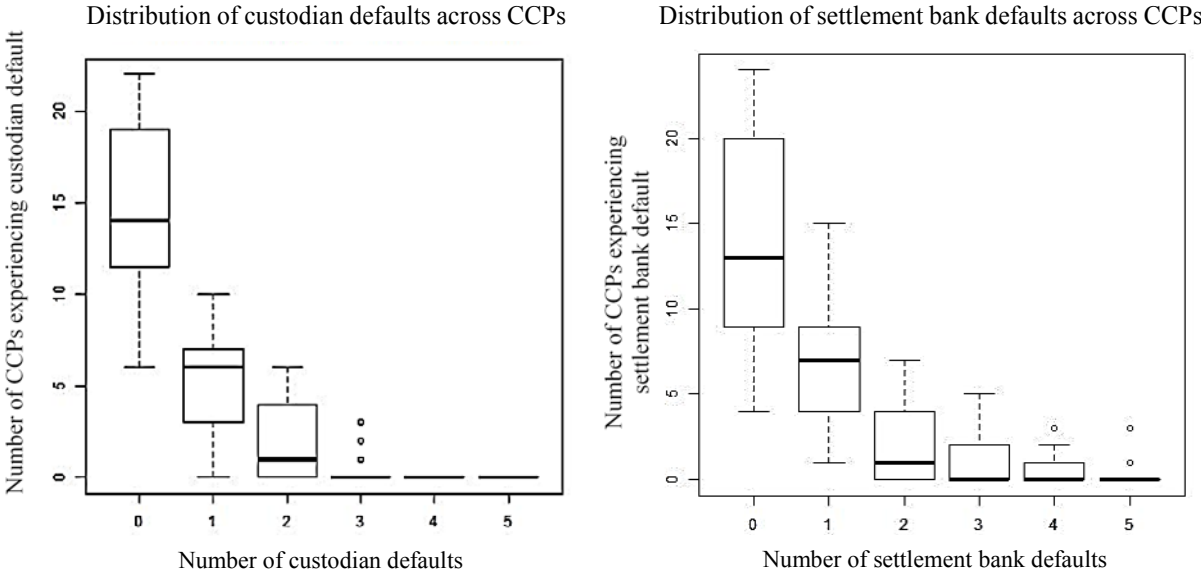 Distribution of custodian defaults across CCPs
Number of CCPs experiencing custodian default
20
15
10
5
0
0 1 2 3 4 5
Number of custodian defaults
Distribution of settlement bank defaults across CCPs
Number of CCPs experiencing
settlement bank default
20
15
10
5
0
0 1 2 3 4 5
Number of settlement bank defaults